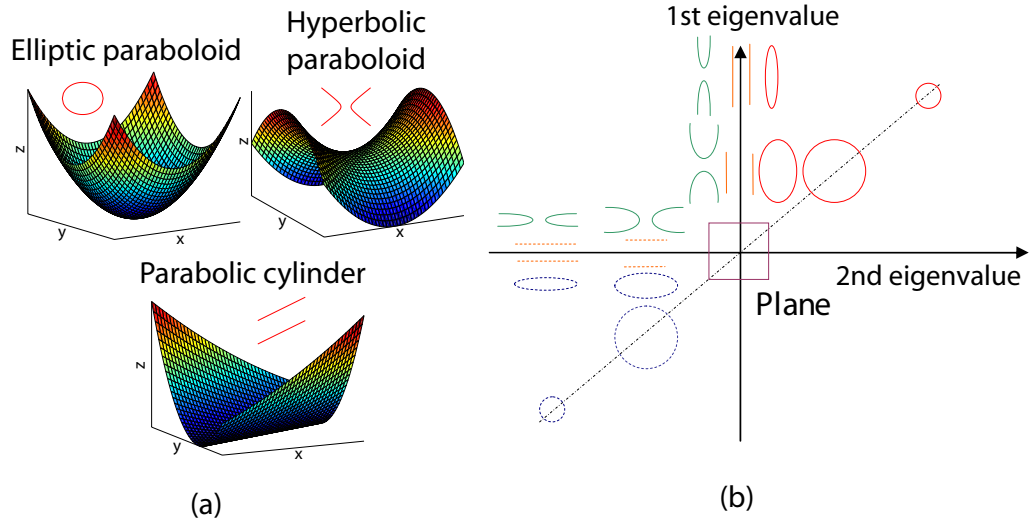 Elliptic paraboloid
Hyperbolic
paraboloid
z
y
x
z
y
x
Parabolic cylinder
z
y
x
(a)
1st eigenvalue
2nd eigenvalue
Plane
(b)